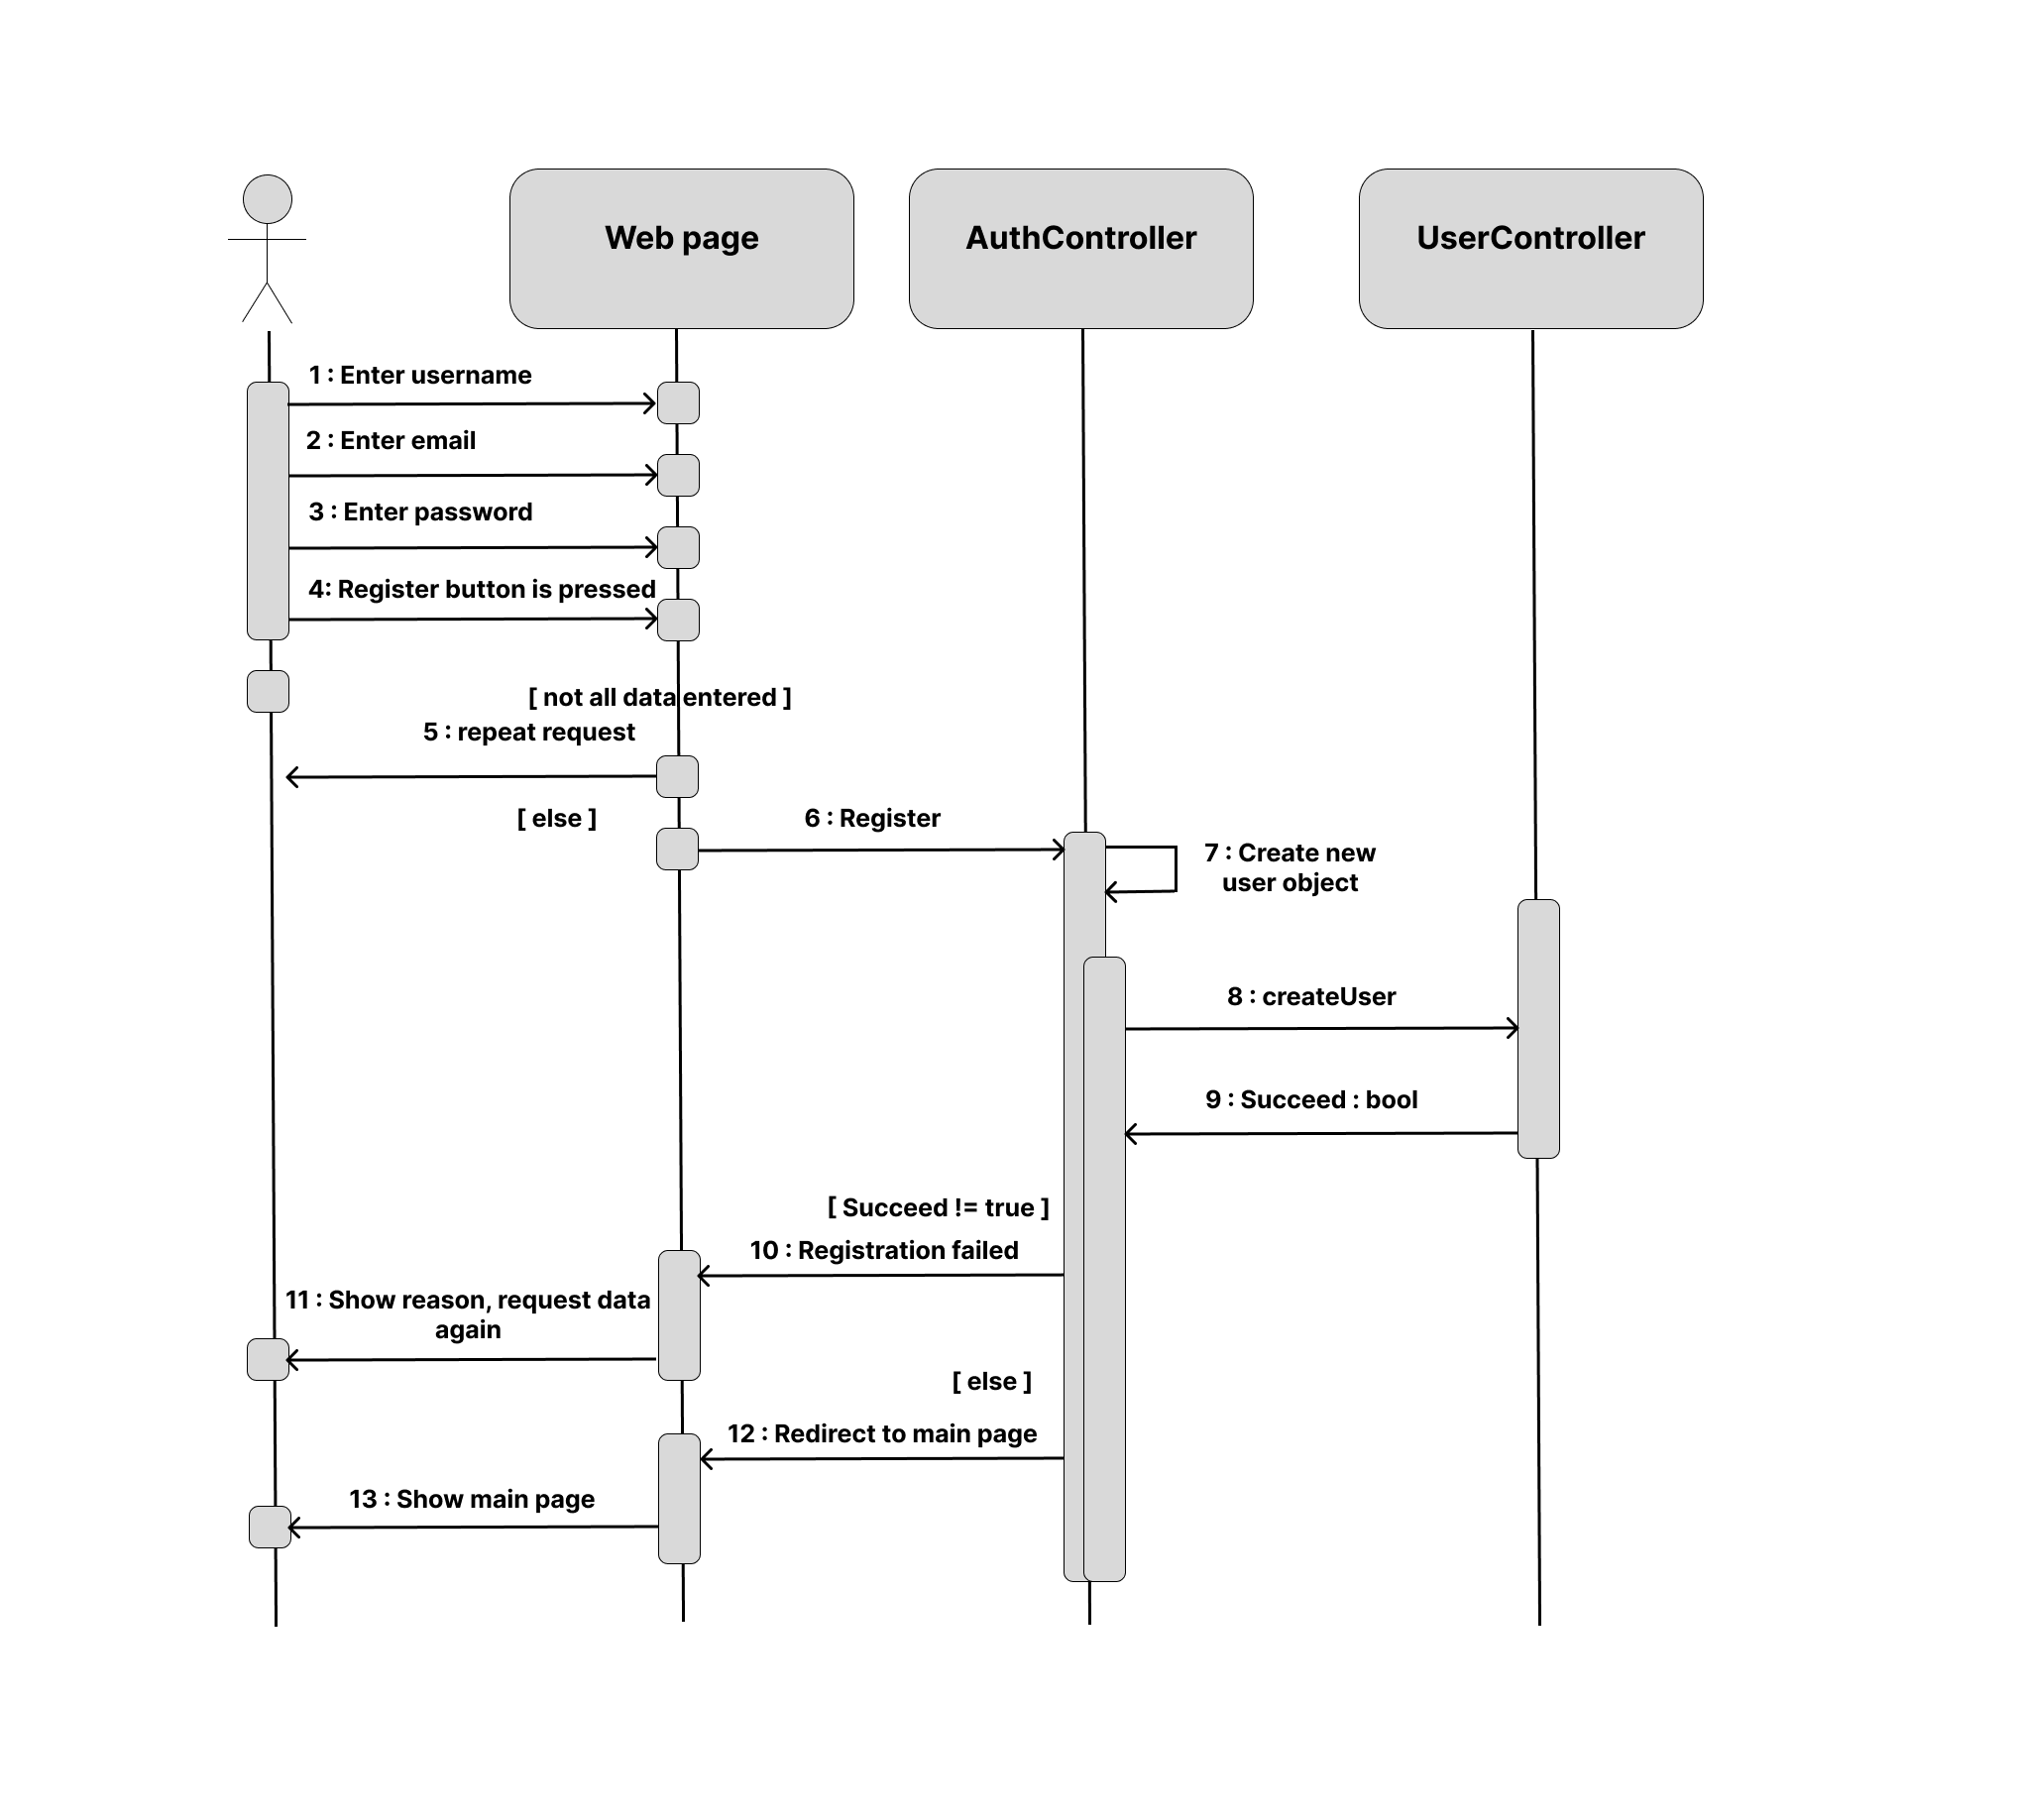 Web page
AuthController
UserController
1 : Enter username
2 : Enter email
3 : Enter password
4: Register button is pressed
[ not all data entered ]
5 : repeat request
[ else ]
6 : Register
7 : Create new
user object
8 : createUser
9 : Succeed : bool
[ Succeed != true ]
10 : Registration failed
11 : Show reason, request data
again
[ else ]
12 : Redirect to main page
13 : Show main page